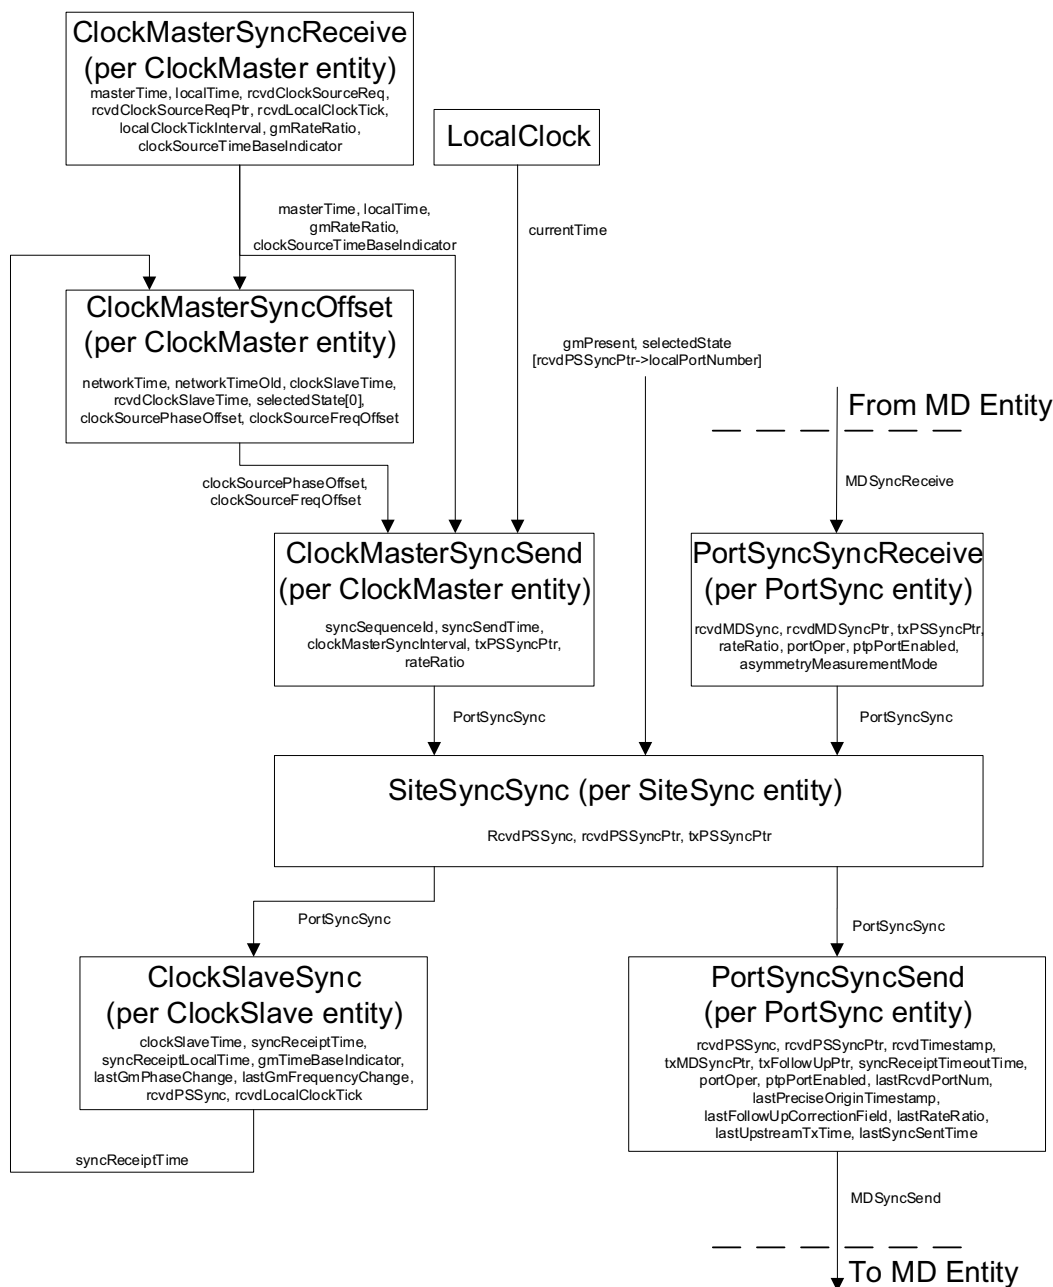 ClockMasterSyncReceive
(per ClockMaster entity)
masterTime, localTime, rcvdClockSourceReq,
rcvdClockSourceReqPtr, rcvdLocalClockTick,
localClockTickInterval, gmRateRatio,
clockSourceTimeBaseIndicator
LocalClock
masterTime, localTime,
gmRateRatio,
clockSourceTimeBaseIndicator
currentTime
ClockMasterSyncOffset
(per ClockMaster entity)
networkTime, networkTimeOld, clockSlaveTime,
rcvdClockSlaveTime, selectedState[0],
clockSourcePhaseOffset, clockSourceFreqOffset
gmPresent, selectedState
[rcvdPSSyncPtr->localPortNumber]
From MD Entity
clockSourcePhaseOffset,
clockSourceFreqOffset
MDSyncReceive
ClockMasterSyncSend
(per ClockMaster entity)
syncSequenceId, syncSendTime,
clockMasterSyncInterval, txPSSyncPtr,
rateRatio
PortSyncSyncReceive
(per PortSync entity)
rcvdMDSync, rcvdMDSyncPtr, txPSSyncPtr,
rateRatio, portOper, ptpPortEnabled,
asymmetryMeasurementMode
PortSyncSync
PortSyncSync
SiteSyncSync (per SiteSync entity)
RcvdPSSync, rcvdPSSyncPtr, txPSSyncPtr
PortSyncSync
PortSyncSync
ClockSlaveSync
(per ClockSlave entity)
clockSlaveTime, syncReceiptTime,
syncReceiptLocalTime, gmTimeBaseIndicator,
lastGmPhaseChange, lastGmFrequencyChange,
rcvdPSSync, rcvdLocalClockTick
PortSyncSyncSend
(per PortSync entity)
rcvdPSSync, rcvdPSSyncPtr, rcvdTimestamp,
txMDSyncPtr, txFollowUpPtr, syncReceiptTimeoutTime,
portOper, ptpPortEnabled, lastRcvdPortNum,
lastPreciseOriginTimestamp,
lastFollowUpCorrectionField, lastRateRatio,
lastUpstreamTxTime, lastSyncSentTime
syncReceiptTime
MDSyncSend
To MD Entity